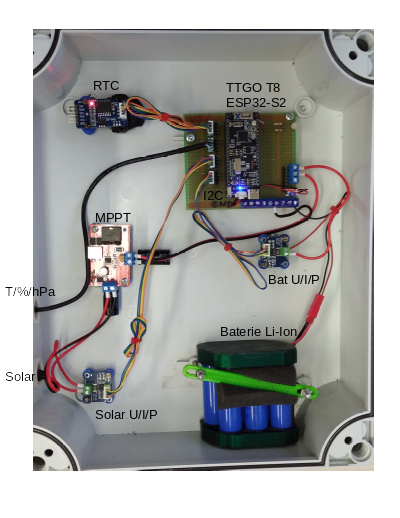 RTC
TTGO T8
ESP32-S2
I2C
MPPT
Bat U/I/P
T/%/hPa
Baterie Li-Ion
Solar
Solar U/I/P